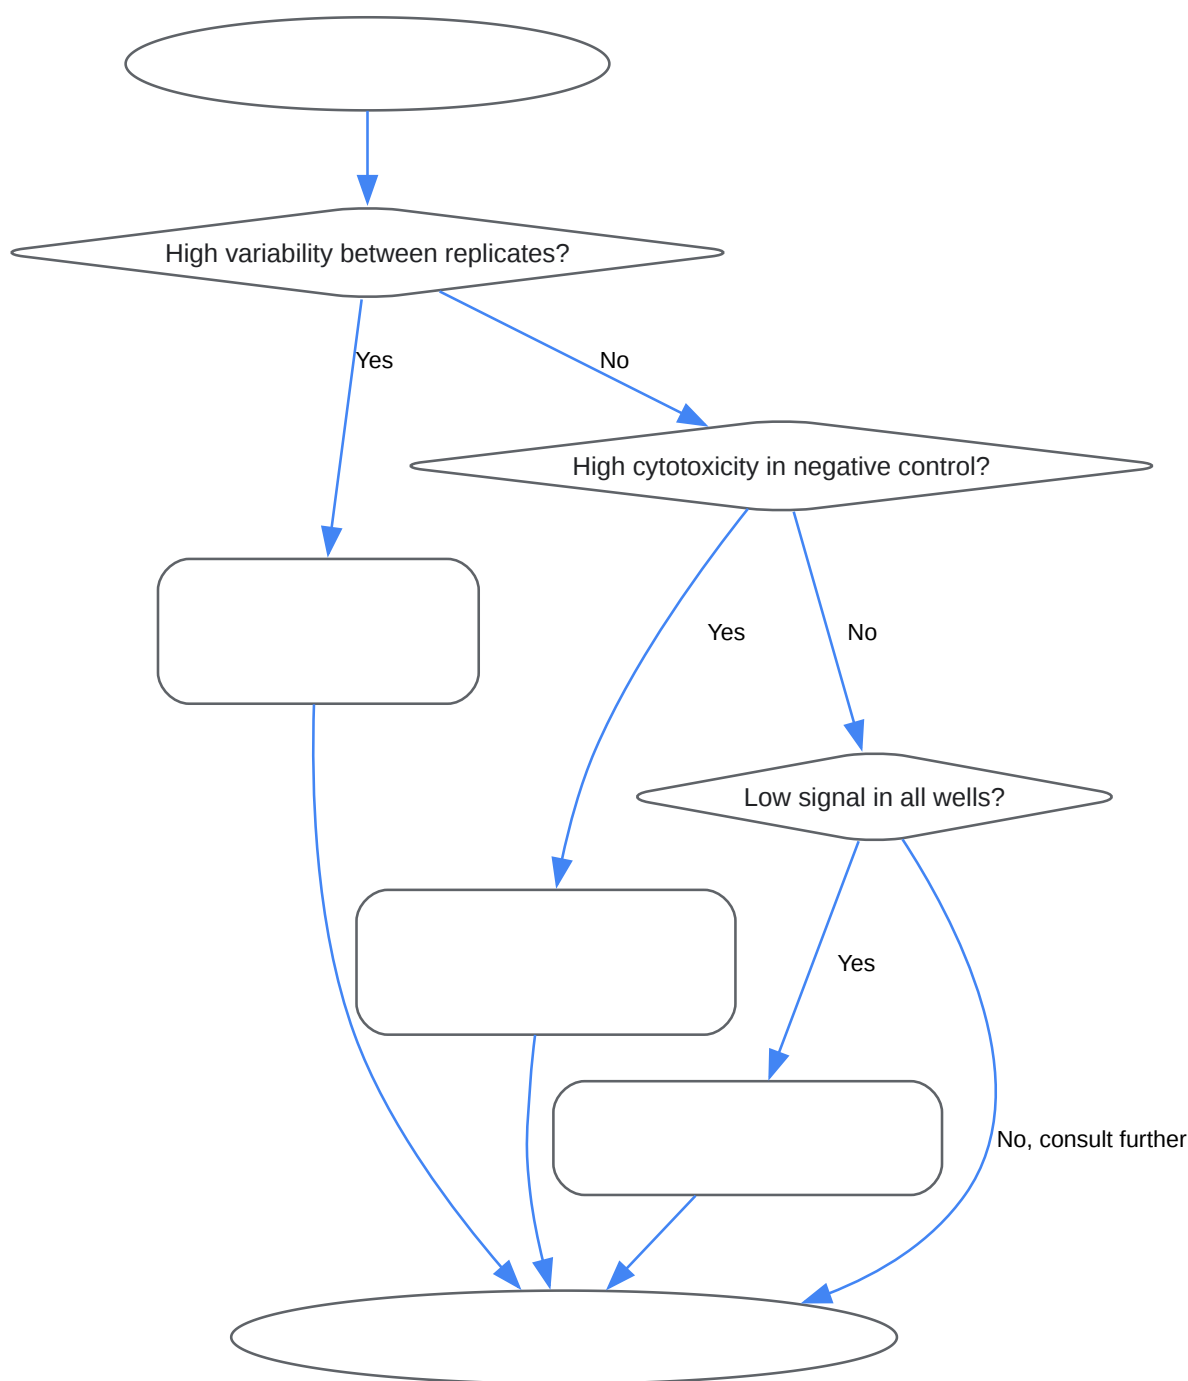 High variability between replicates?
Yes
No
High cytotoxicity in negative control?
Yes
No
Low signal in all wells?
Yes
No, consult further